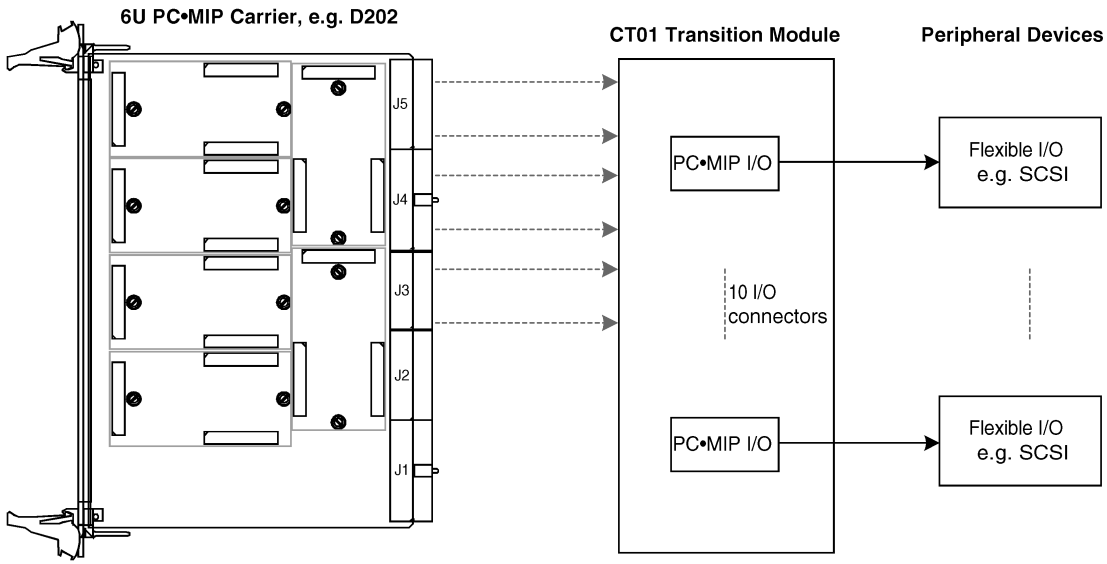 6U PC•MIP Carrier, e.g. D202
CT01 Transition Module
Peripheral Devices
J5
J4
J3
J2
J1
PC•MIP I/O
10 I/O
connectors
PC•MIP I/O
Flexible I/O
e.g. SCSI
Flexible I/O
e.g. SCSI